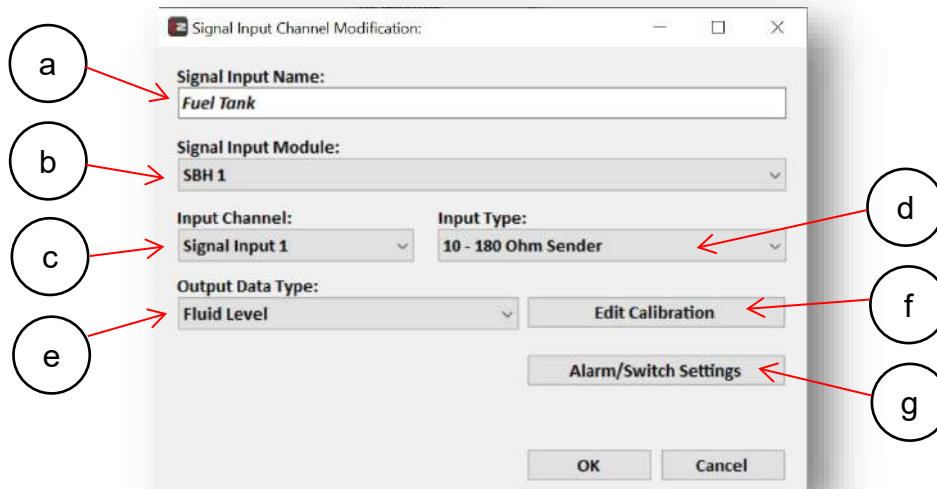 Signal Input Channel Modification:
a
Signal Input Name:
Fuel Tank
b
Signal Input Module:
SBH 1
Input Channel:
Input Type:
d
c
Signal Input 1
10 - 180 Ohm Sender
Output Data Type:
Fluid Level
Edit Calibration
f
e
Alarm/Switch Settings
g
OK
Cancel